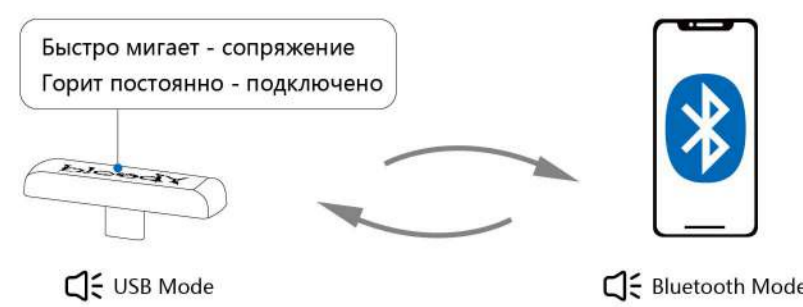 Быстро мигает - сопряжение
Горит постоянно - подключено
bloody
USB Mode
Bluetooth Mode